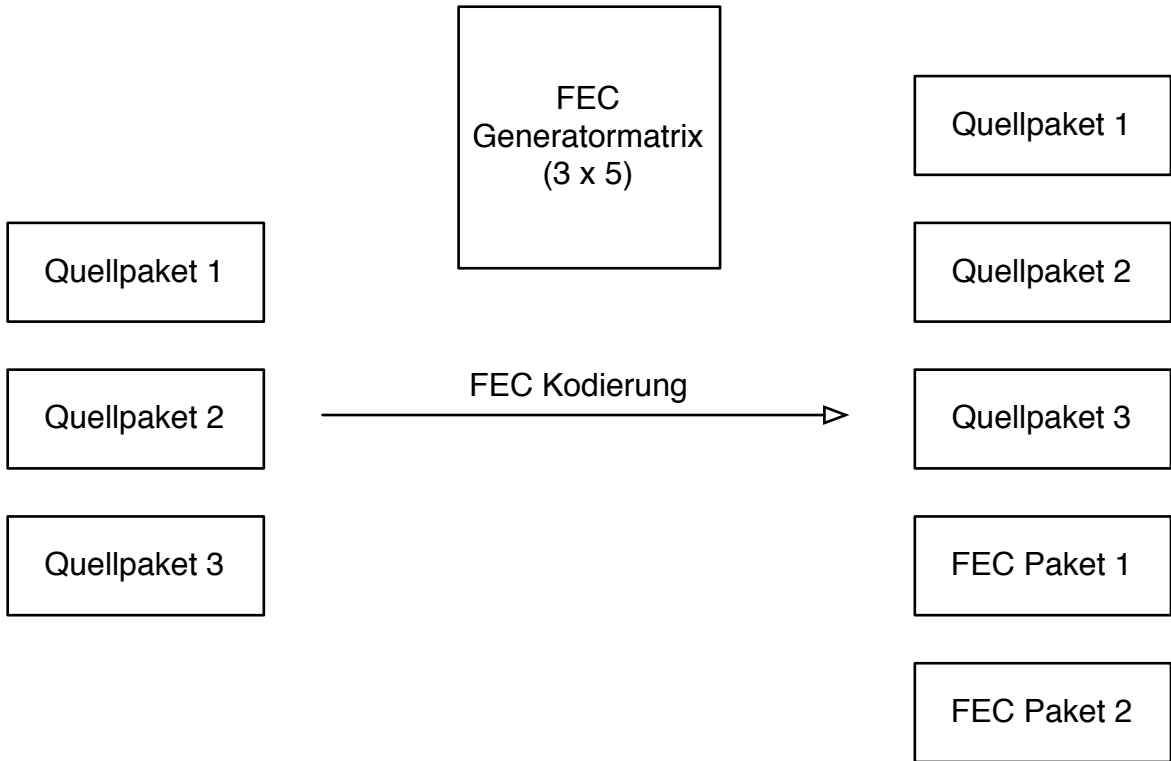 FEC
Generatormatrix
(3 x 5)
Quellpaket 1
Quellpaket 2
Quellpaket 3
FEC Kodierung
Quellpaket 1
Quellpaket 2
Quellpaket 3
FEC Paket 1
FEC Paket 2